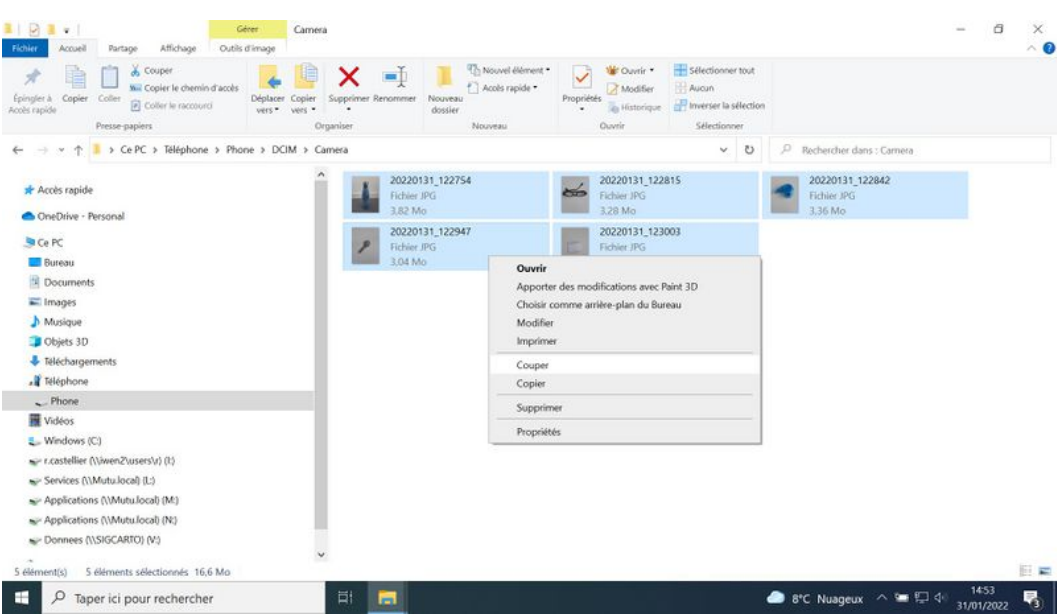 Gérer
Camera
Fichier
Accueil
Partage
Affichage
Outils d'image
Épingler à
Accès rapide
Copier
Coller
Couper
Copier le chemin d'accès
Coller le raccourci
Presse-papiers
Déplacer
vers
Copier
vers
Supprimer
Renommer
Organiser
Nouveau
dossier
Nouvel élément
Accès rapide
Nouveau
Propriétés
Ouvrir
Modifier
Historique
Ouvrir
Sélectionner tout
Aucun
Inverser la sélection
Sélectionner
> Ce PC > Téléphone > Phone > DCIM > Camera
Rechercher dans : Camera
Accès rapide
OneDrive - Personal
Ce PC
Bureau
Documents
Images
Musique
Objets 3D
Téléchargements
Téléphone
Phone
Vidéos
Windows (C:)
r.castellier (\\iwen2\users\r) (I:)
Services (\\Mutu.local) (L:)
Applications (\\Mutu.local) (M:)
Applications (\\Mutu.local) (N:)
Donnees (\\SIGCARTO) (V:)
20220131_122754
Fichier JPG
3,82 Mo
20220131_122815
Fichier JPG
3,28 Mo
20220131_122842
Fichier JPG
3,36 Mo
20220131_122947
Fichier JPG
3,04 Mo
20220131_123003
Fichier JPG
Ouvrir
Apporter des modifications avec Paint 3D
Choisir comme arrière-plan du Bureau
Modifier
Imprimer
Couper
Copier
Supprimer
Propriétés
5 élément(s)
5 éléments sélectionnés 16,6 Mo
Taper ici pour rechercher
8°C Nuageux
14:53
31/01/2022
3